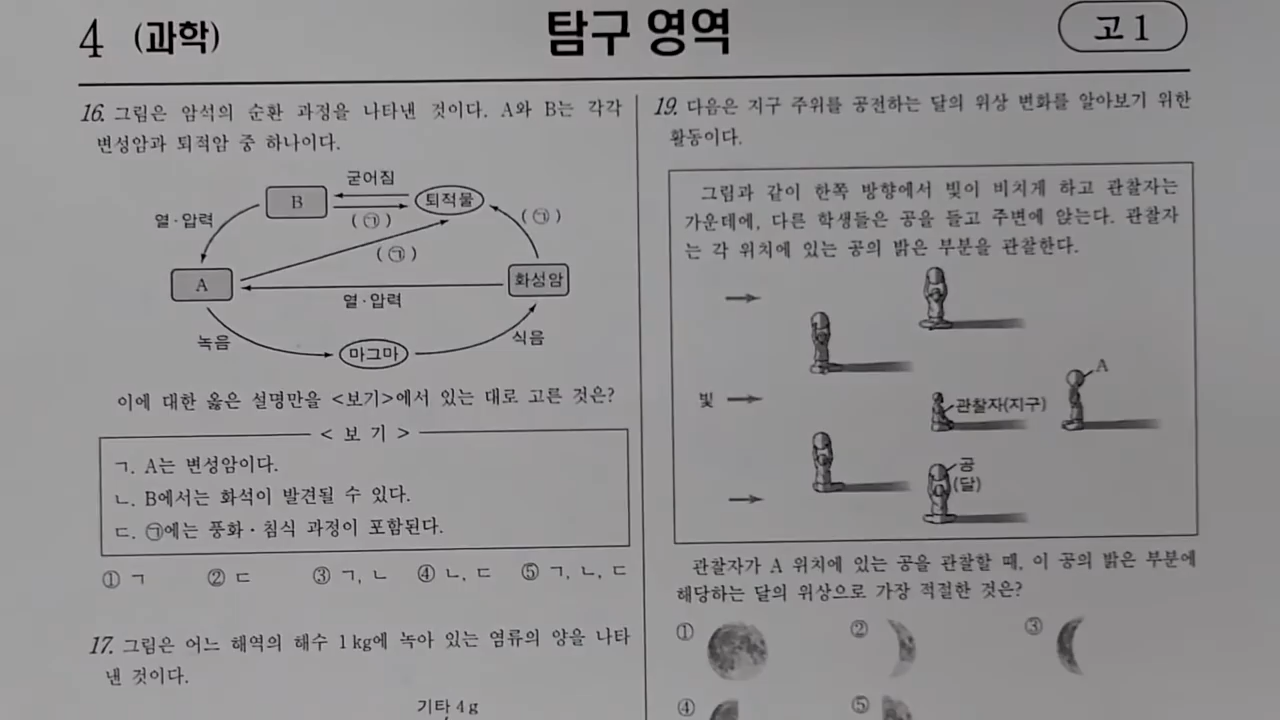 4 (과학)
탐구 영역
고 1
16. 그림은 암석의 순환 과정을 나타낸 것이다. A와 B는 각각
변성암과 퇴적암 중 하나이다.
굳어짐
B
퇴적물
열·압력
(㉠)
(㉠)
(㉠)
A
화성암
열·압력
녹음
마그마
식음
이에 대한 옳은 설명만을 <보기>에서 있는 대로 고른 것은?
< 보 기 >
ㄱ. A는 변성암이다.
ㄴ. B에서는 화석이 발견될 수 있다.
ㄷ. ㉠에는 풍화·침식 과정이 포함된다.
① ㄱ ② ㄷ ③ ㄱ, ㄴ ④ ㄴ, ㄷ ⑤ ㄱ, ㄴ, ㄷ
17. 그림은 어느 해역의 해수 1kg에 녹아 있는 염류의 양을 나타
낸 것이다.
기타 4g
19. 다음은 지구 주위를 공전하는 달의 위상 변화를 알아보기 위한
활동이다.
그림과 같이 한쪽 방향에서 빛이 비치게 하고 관찰자는
가운데에, 다른 학생들은 공을 들고 주변에 앉는다. 관찰자
는 각 위치에 있는 공의 밝은 부분을 관찰한다.
A
빛
관찰자(지구)
공
(달)
관찰자가 A 위치에 있는 공을 관찰할 때, 이 공의 밝은 부분에
해당하는 달의 위상으로 가장 적절한 것은?
① ② ③
④ ⑤